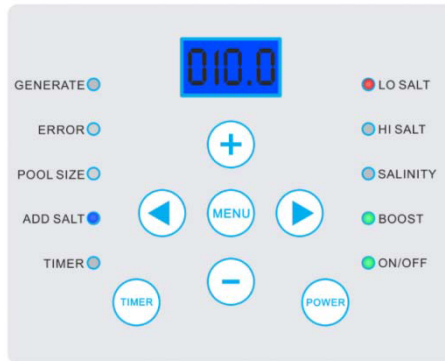 010.0
GENERATE
LO SALT
ERROR
HI SALT
+
POOL SIZE
SALINITY
ADD SALT
MENU
BOOST
TIMER
ON/OFF
−
TIMER
POWER